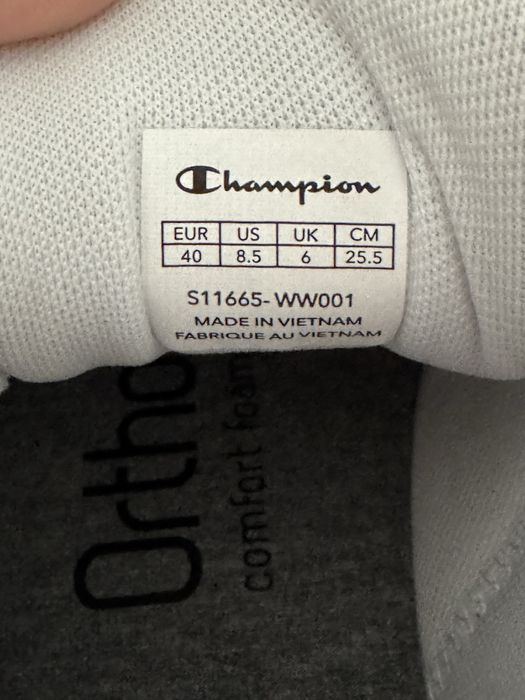 Champion
EUR US UK CM
40 8.5 6 25.5
S11665-WW001
MADE IN VIETNAM
FABRIQUE AU VIETNAM
Ortho
comfort foam